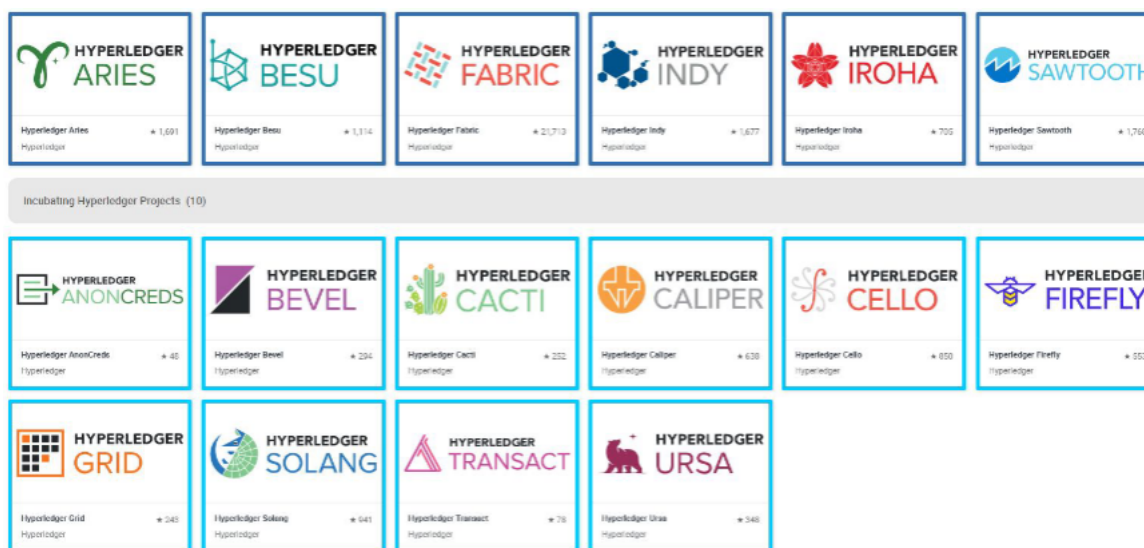 HYPERLEDGER ARIES
HYPERLEDGER BESU
HYPERLEDGER FABRIC
HYPERLEDGER INDY
HYPERLEDGER IROHA
HYPERLEDGER SAWTOOTH
Hyperledger Aries ★ 1,691
Hyperledger
Hyperledger Besu ★ 1,114
Hyperledger
Hyperledger Fabric ★ 21,713
Hyperledger
Hyperledger Indy ★ 1,677
Hyperledger
Hyperledger Iroha ★ 705
Hyperledger
Hyperledger Sawtooth
Hyperledger
Incubating Hyperledger Projects (10)
HYPERLEDGER ANONCREDS
HYPERLEDGER BEVEL
HYPERLEDGER CACTI
HYPERLEDGER CALIPER
HYPERLEDGER CELLO
HYPERLEDGER FIREFLY
Hyperledger AnonCreds ★ 48
Hyperledger
Hyperledger Bevel ★ 294
Hyperledger
Hyperledger Cacti ★ 252
Hyperledger
Hyperledger Caliper ★ 638
Hyperledger
Hyperledger Cello ★ 850
Hyperledger
Hyperledger Firefly
Hyperledger
HYPERLEDGER GRID
HYPERLEDGER SOLANG
HYPERLEDGER TRANSACT
HYPERLEDGER URSA
Hyperledger Grid
Hyperledger
Hyperledger Solang ★ 941
Hyperledger
Hyperledger Transact ★ 76
Hyperledger
Hyperledger Ursa
Hyperledger